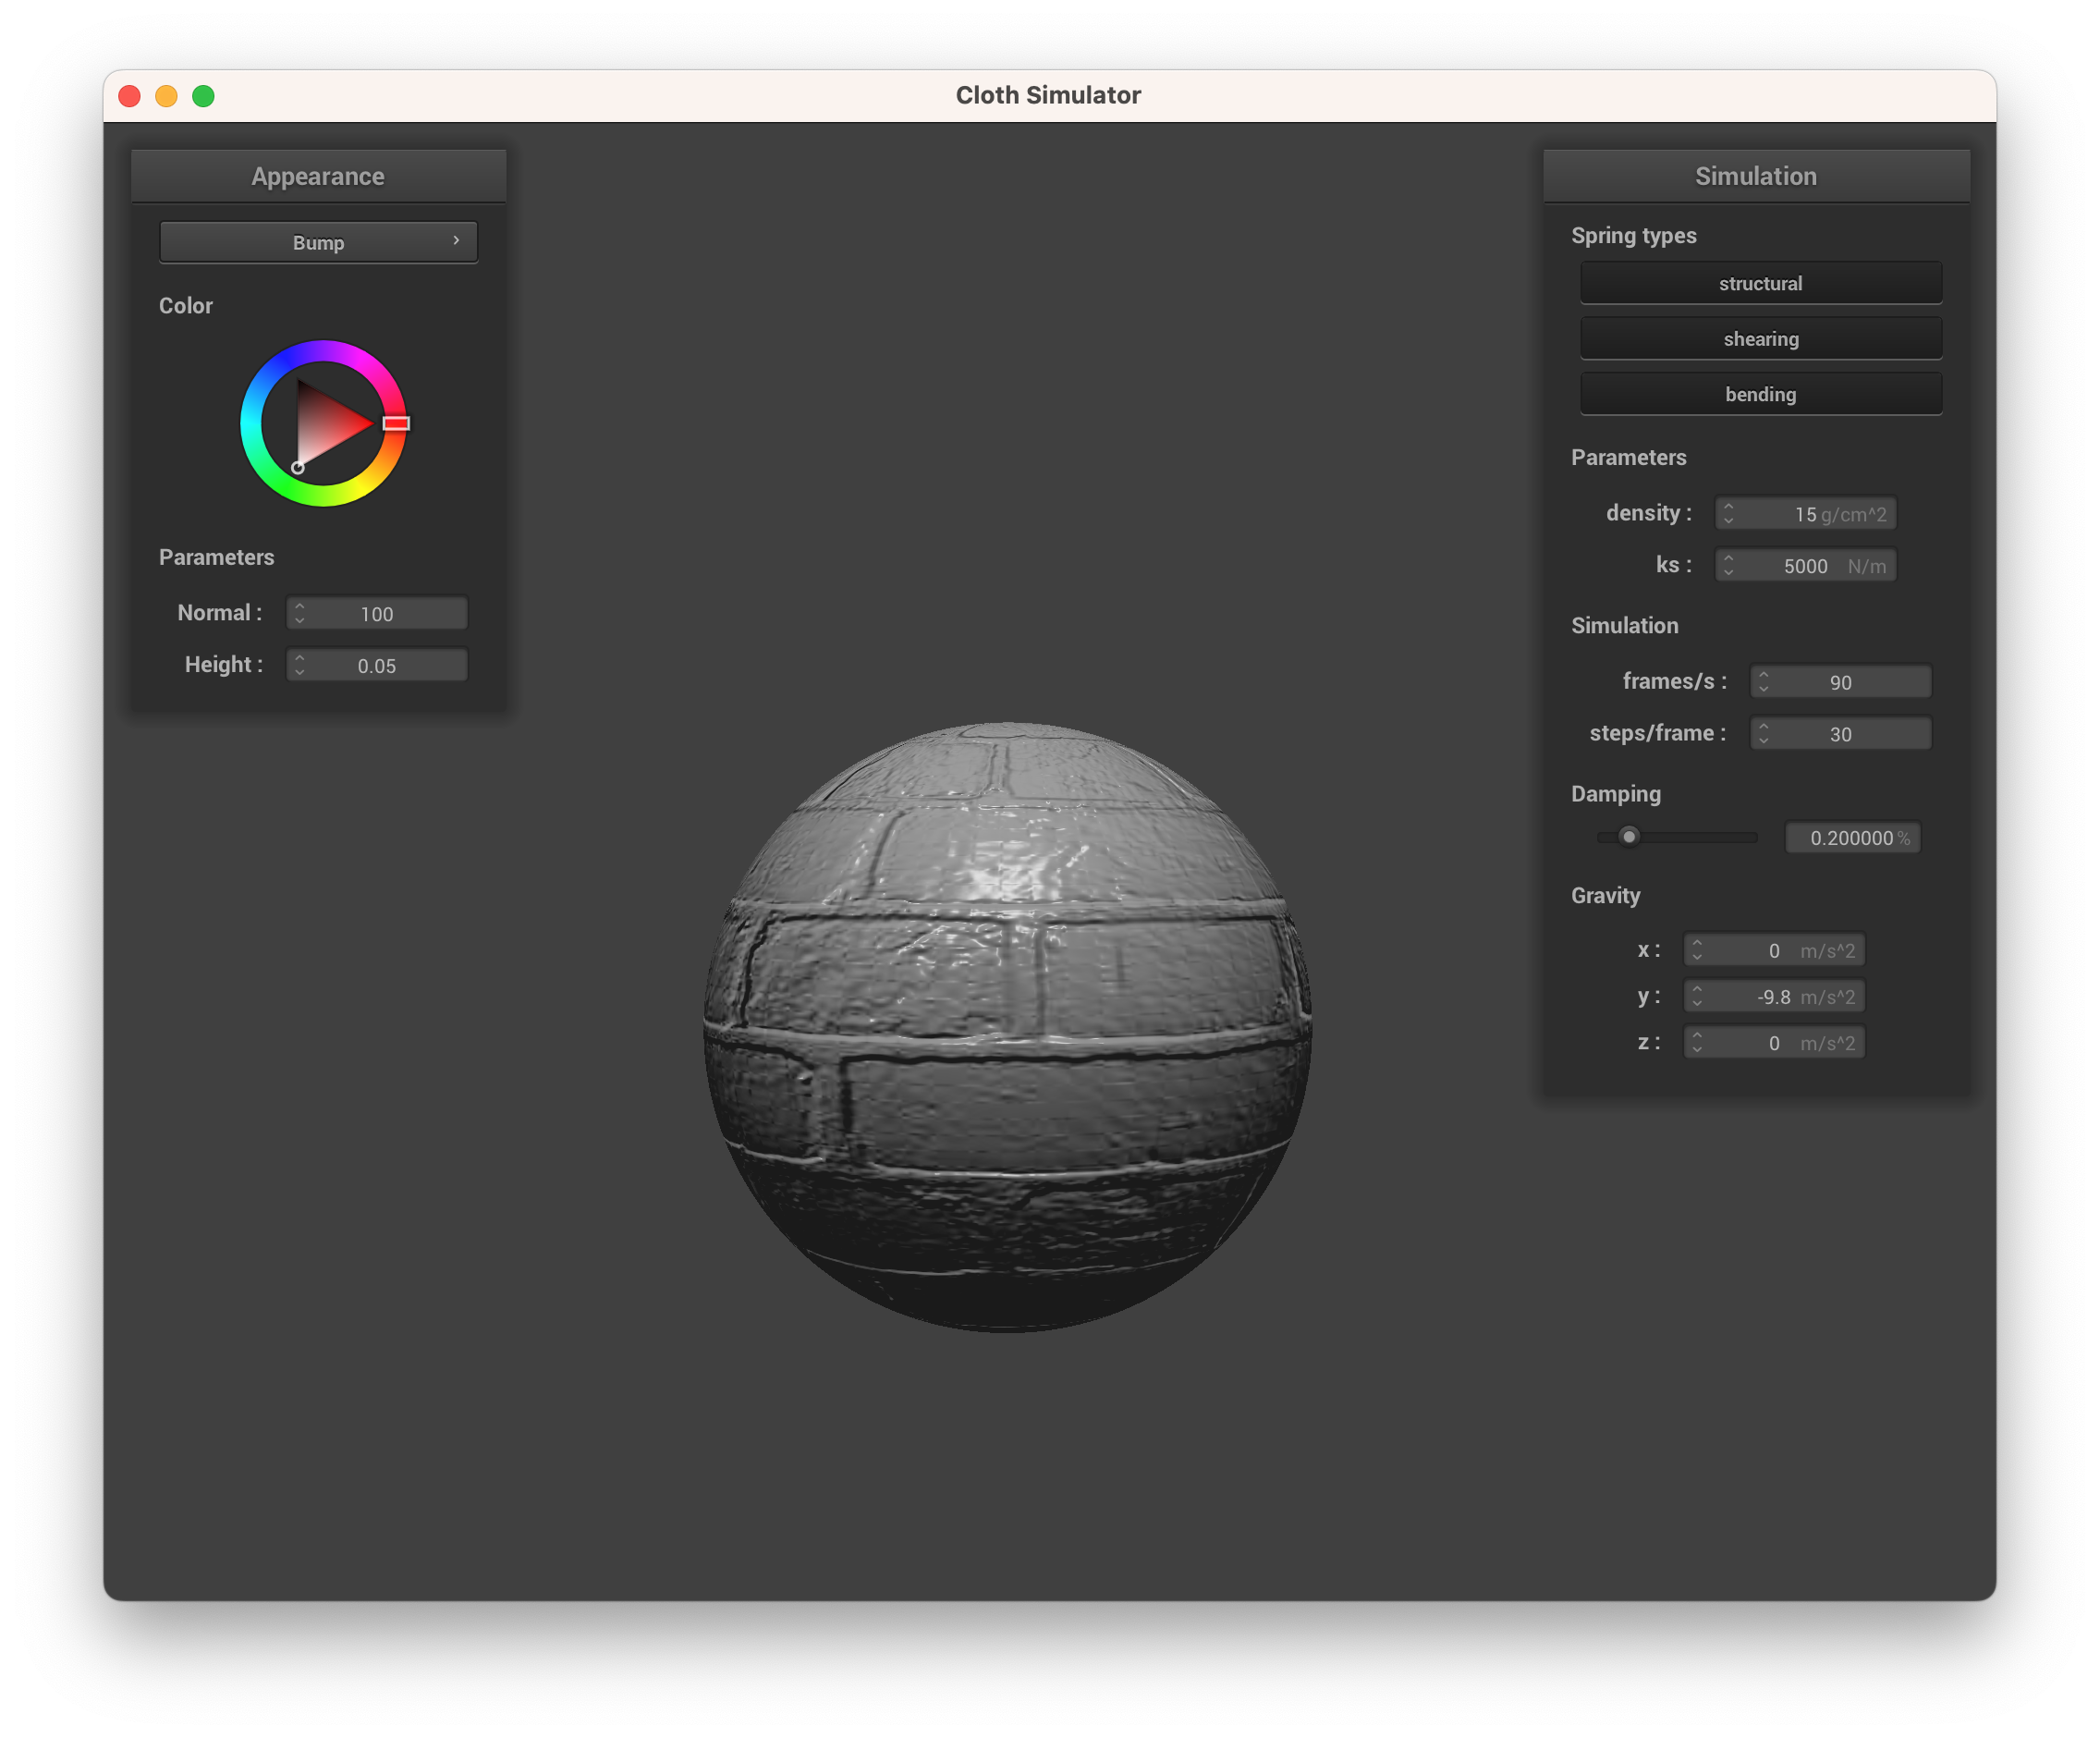 Cloth Simulator
Appearance
Bump
Color
Parameters
Normal : 100
Height : 0.05
Simulation
Spring types
structural
shearing
bending
Parameters
density : 15 g/cm^2
ks : 5000 N/m
Simulation
frames/s : 90
steps/frame : 30
Damping
0.200000 %
Gravity
x : 0 m/s^2
y : -9.8 m/s^2
z : 0 m/s^2